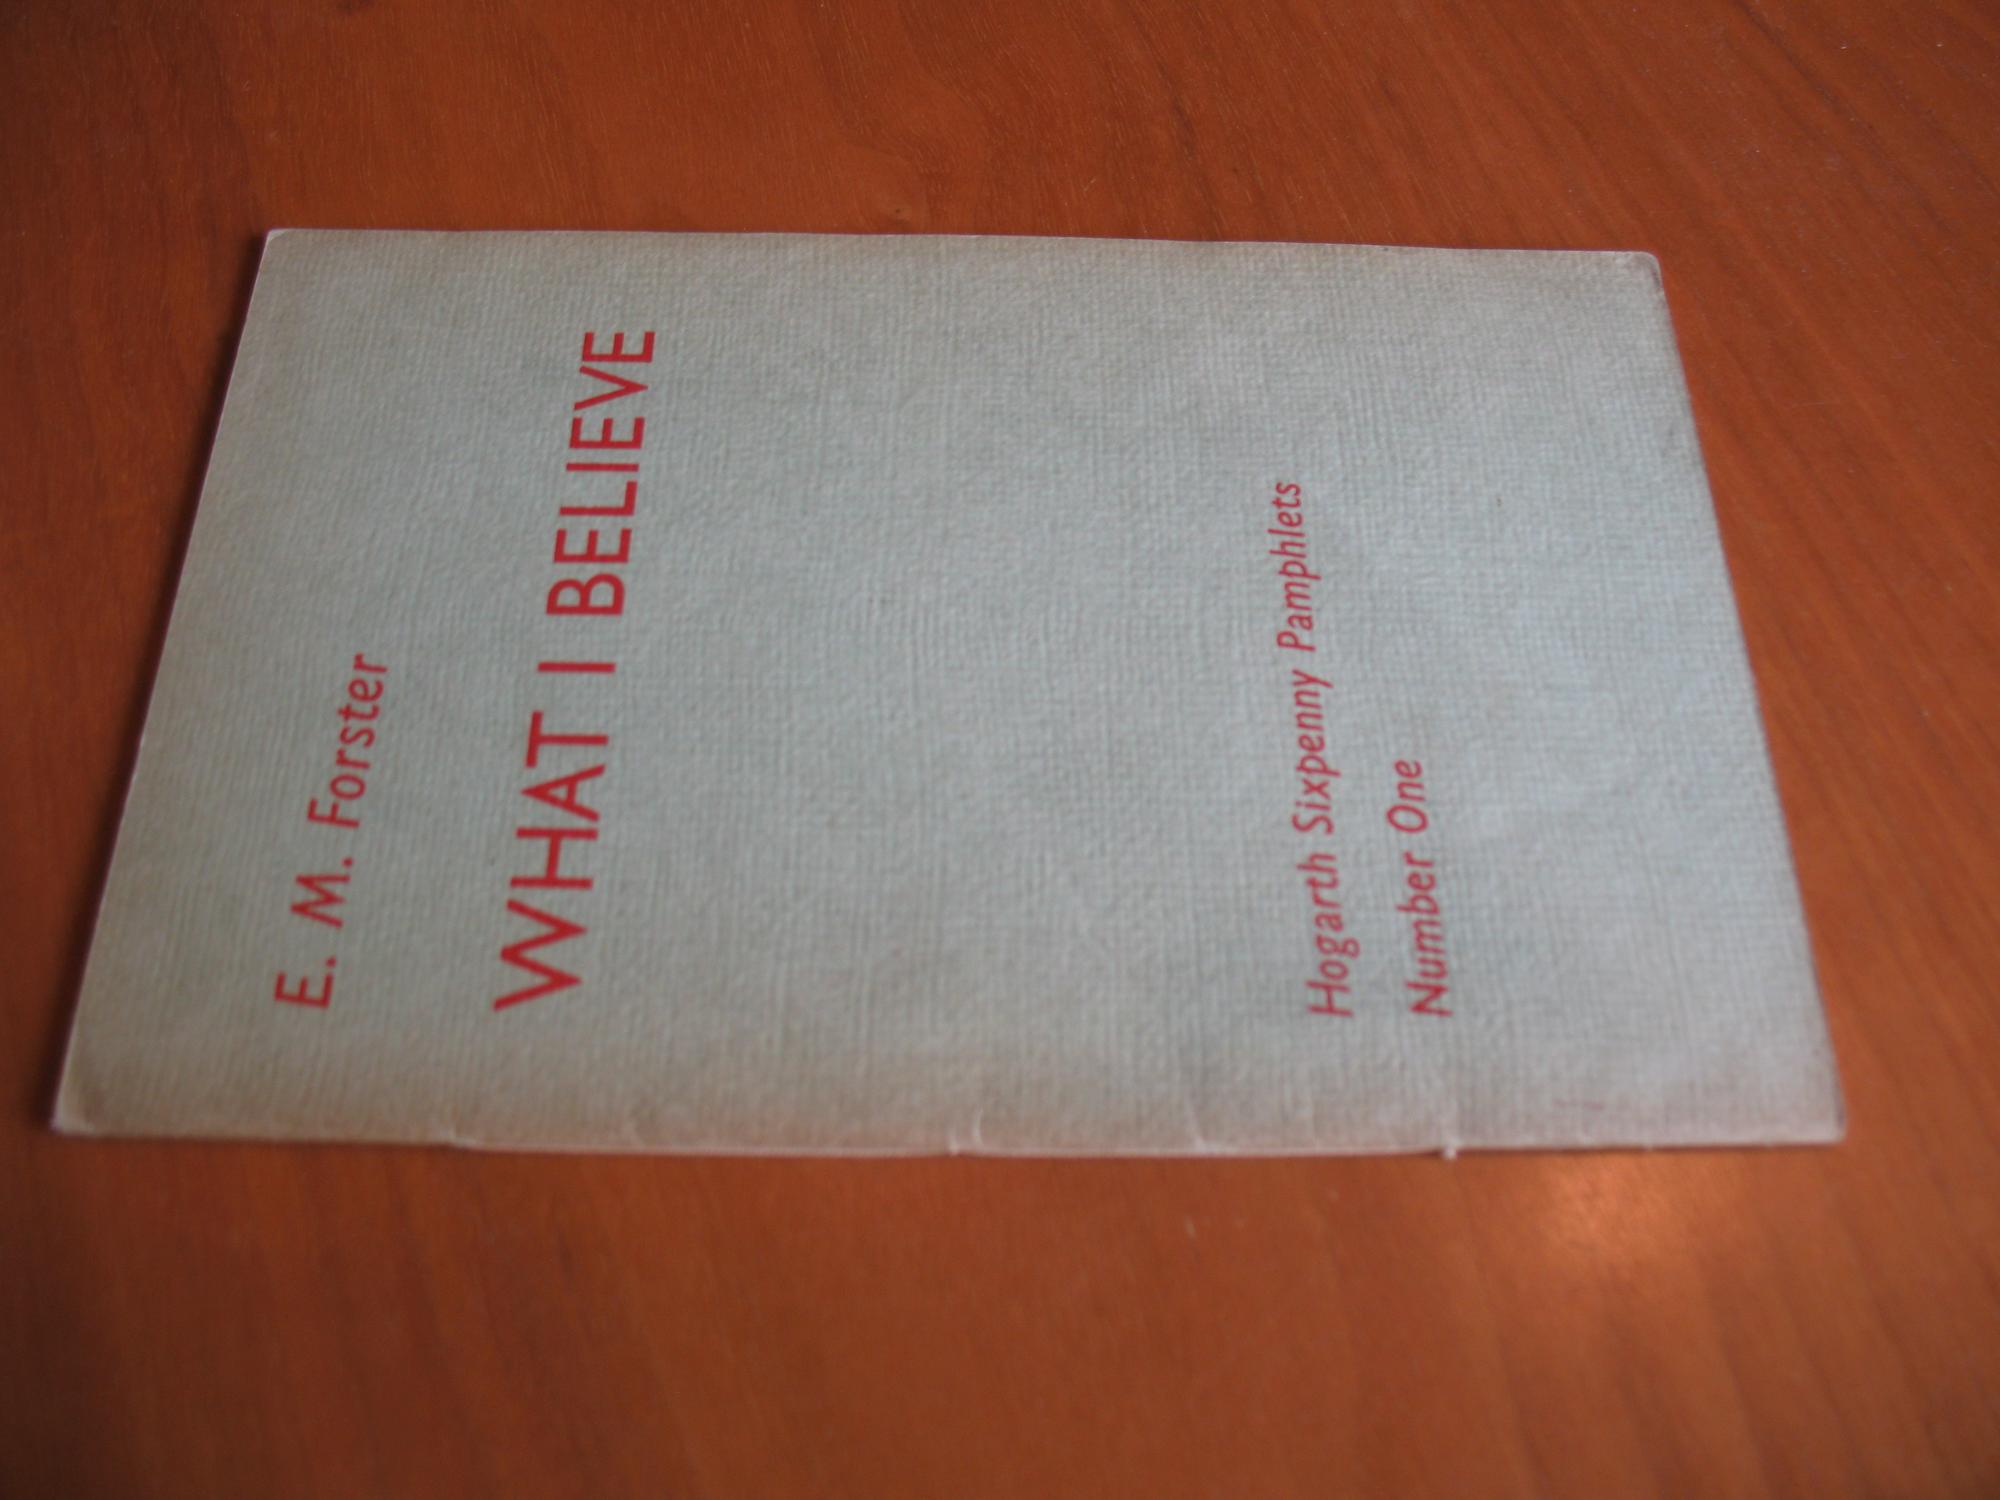 E. M. Forster
WHAT I BELIEVE
Hogarth Sixpenny Pamphlets
Number One